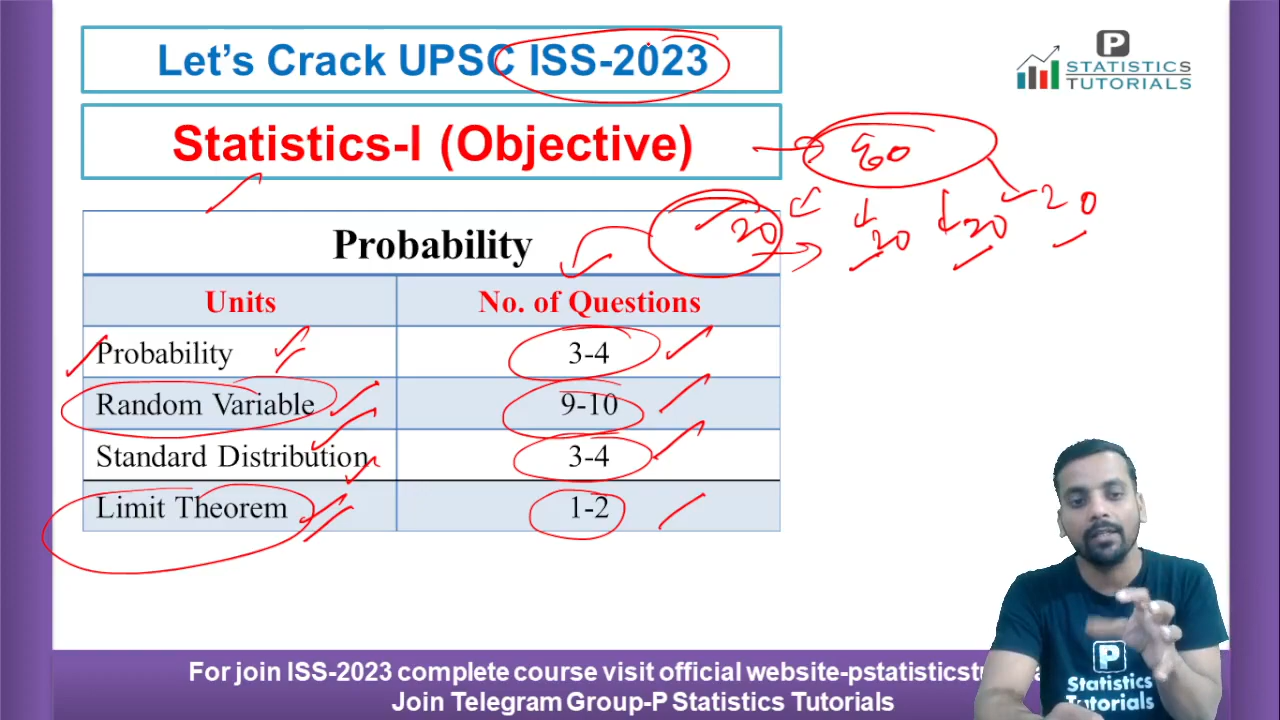 Let's Crack UPSC ISS-2023
P
STATISTICS
TUTORIALS
Statistics-I (Objective)
80
20
20
20
20
Probability
Units No. of Questions
Probability 3-4
Random Variable 9-10
Standard Distribution 3-4
Limit Theorem 1-2
P
Statistics
Tutorials
For join ISS-2023 complete course visit official website-pstatisticstu
Join Telegram Group-P Statistics Tutorials